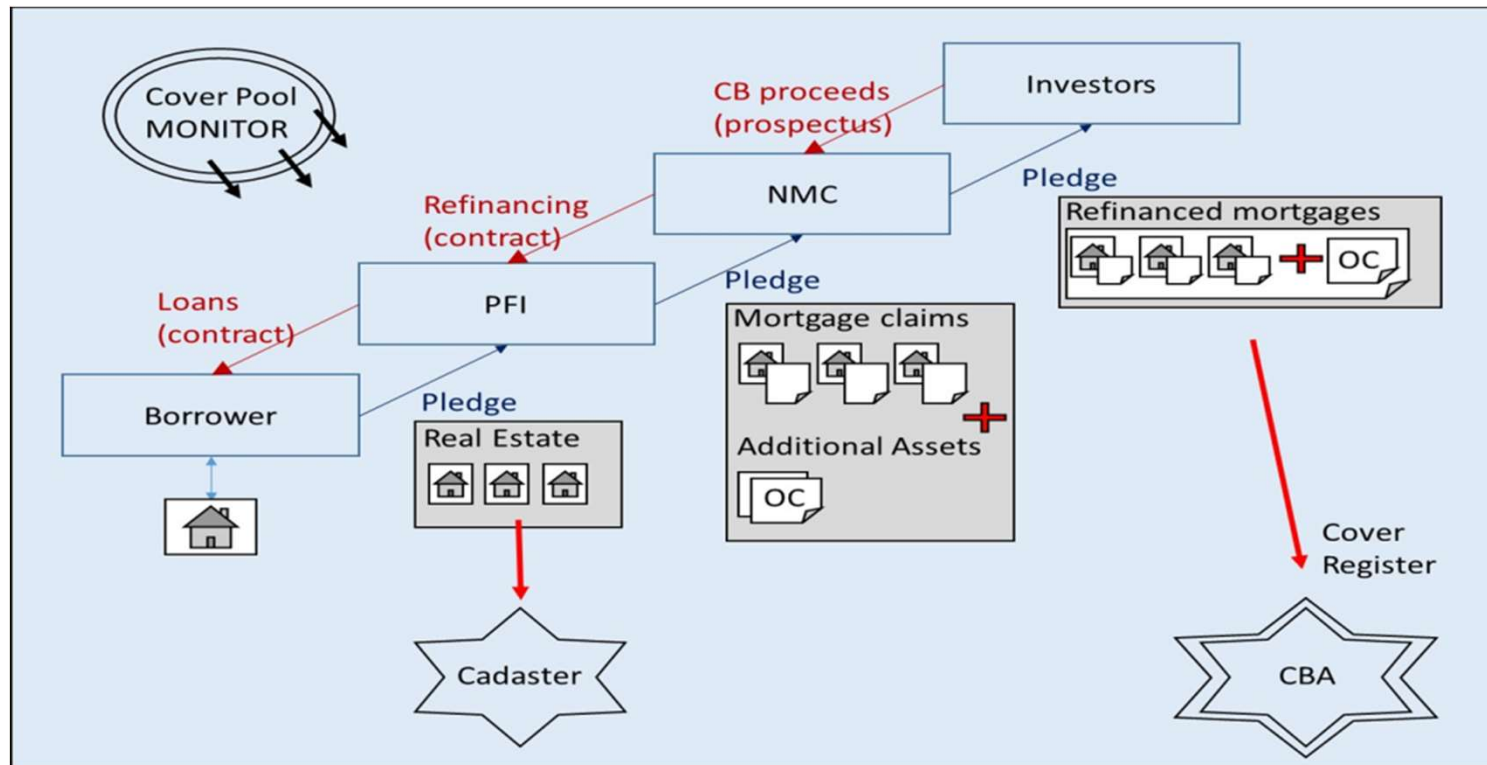 Cover Pool
MONITOR
CB proceeds
(prospectus)
Investors
Refinancing
(contract)
NMC
Pledge
Refinanced mortgages
OC
Loans
(contract)
PFI
Pledge
Mortgage claims
Additional Assets
OC
Borrower
Pledge
Real Estate
Cover
Register
Cadaster
CBA